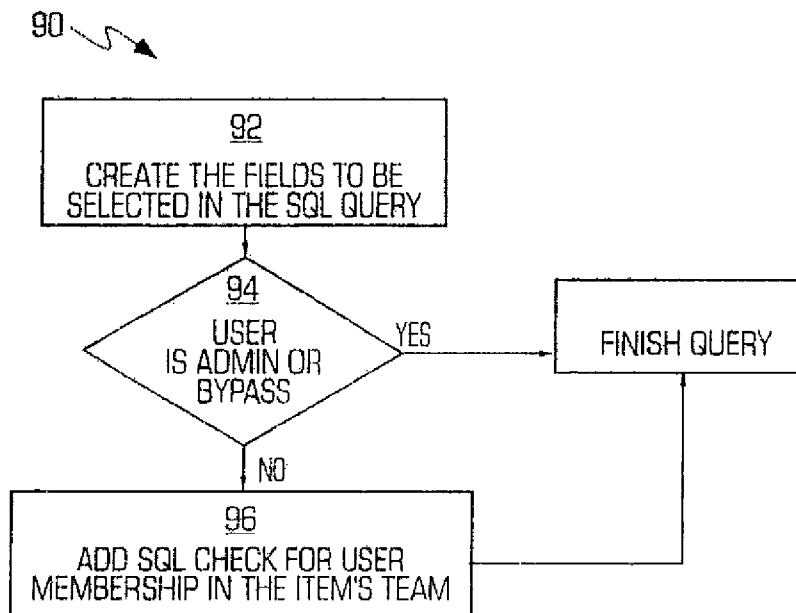 90
92
CREATE THE FIELDS TO BE
SELECTED IN THE SQL QUERY
94
USER
IS ADMIN OR
BYPASS
YES
FINISH QUERY
NO
96
ADD SQL CHECK FOR USER
MEMBERSHIP IN THE ITEM'S TEAM